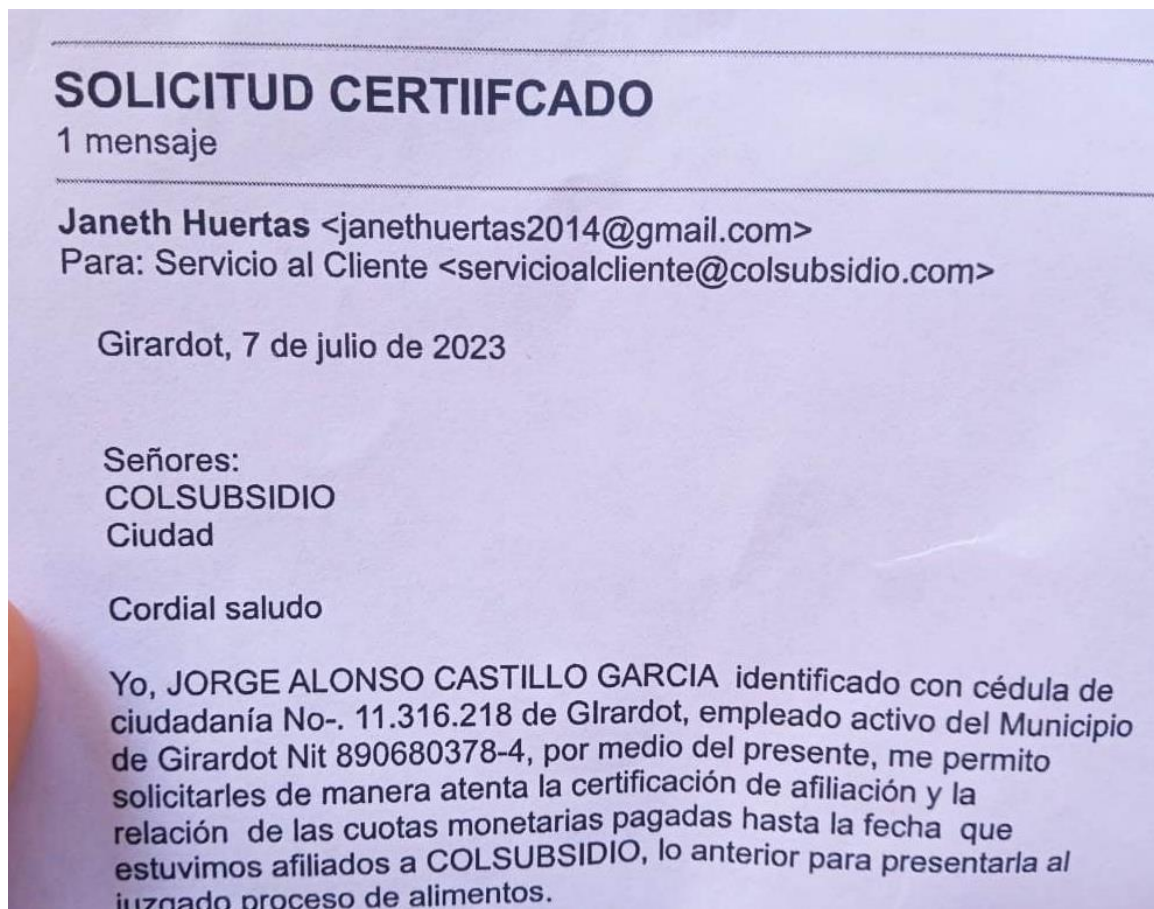 SOLICITUD CERTIIFCADO
1 mensaje
Janeth Huertas <janethuertas2014@gmail.com>
Para: Servicio al Cliente <servicioalcliente@colsubsidio.com>
Girardot, 7 de julio de 2023
Señores:
COLSUBSIDIO
Ciudad
Cordial saludo
Yo, JORGE ALONSO CASTILLO GARCIA identificado con cédula de
ciudadanía No-. 11.316.218 de GIrardot, empleado activo del Municipio
de Girardot Nit 890680378-4, por medio del presente, me permito
solicitarles de manera atenta la certificación de afiliación y la
relación de las cuotas monetarias pagadas hasta la fecha que
estuvimos afiliados a COLSUBSIDIO, lo anterior para presentarla al
juzgado proceso de alimentos.